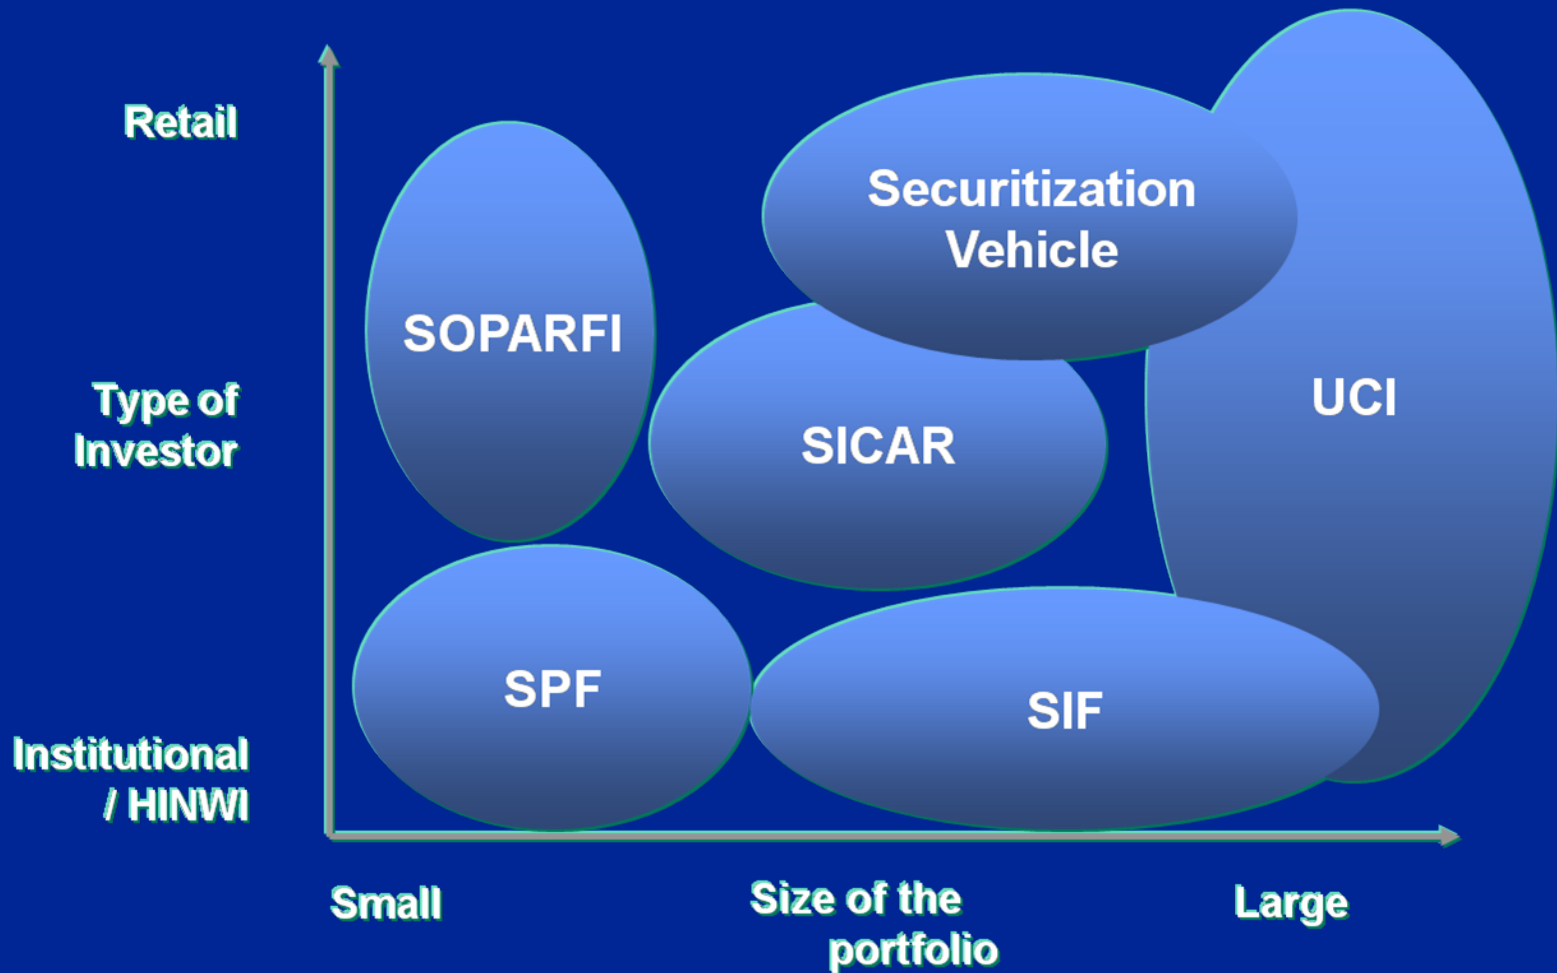 Retail
Securitization
Vehicle
SOPARFI
Type of
Investor
UCI
SICAR
SPF
SIF
Institutional
/ HINWI
Small
Size of the
portfolio
Large